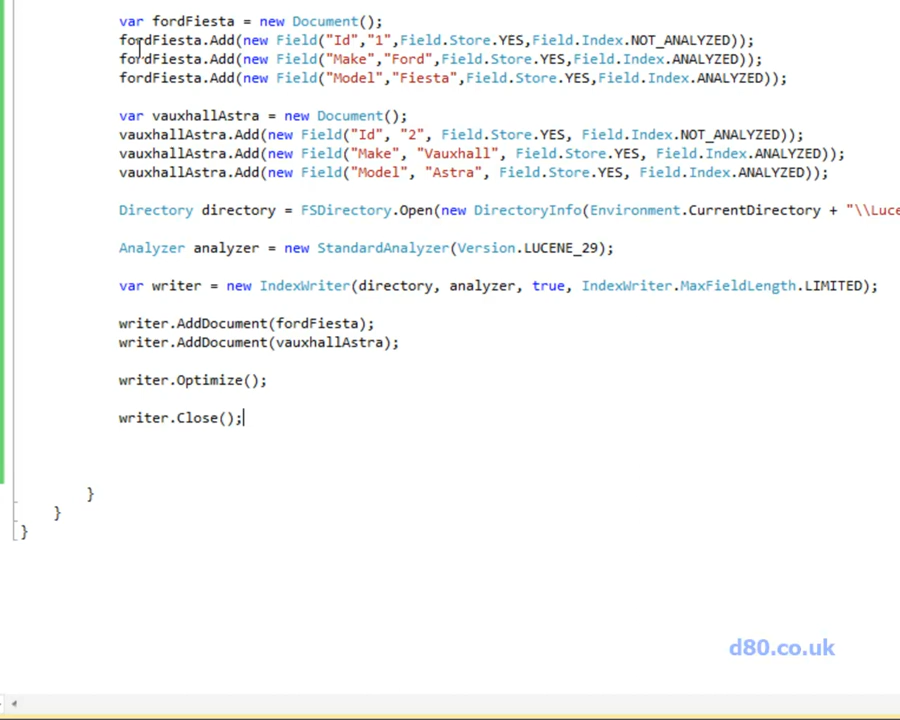 var fordFiesta = new Document();
fordFiesta.Add(new Field("Id","1",Field.Store.YES,Field.Index.NOT_ANALYZED));
fordFiesta.Add(new Field("Make","Ford",Field.Store.YES,Field.Index.ANALYZED));
fordFiesta.Add(new Field("Model","Fiesta",Field.Store.YES,Field.Index.ANALYZED));
var vauxhallAstra = new Document();
vauxhallAstra.Add(new Field("Id", "2", Field.Store.YES, Field.Index.NOT_ANALYZED));
vauxhallAstra.Add(new Field("Make", "Vauxhall", Field.Store.YES, Field.Index.ANALYZED));
vauxhallAstra.Add(new Field("Model", "Astra", Field.Store.YES, Field.Index.ANALYZED));
Directory directory = FSDirectory.Open(new DirectoryInfo(Environment.CurrentDirectory + "\\Luce
Analyzer analyzer = new StandardAnalyzer(Version.LUCENE_29);
var writer = new IndexWriter(directory, analyzer, true, IndexWriter.MaxFieldLength.LIMITED);
writer.AddDocument(fordFiesta);
writer.AddDocument(vauxhallAstra);
writer.Optimize();
writer.Close();
}
}
}
d80.co.uk